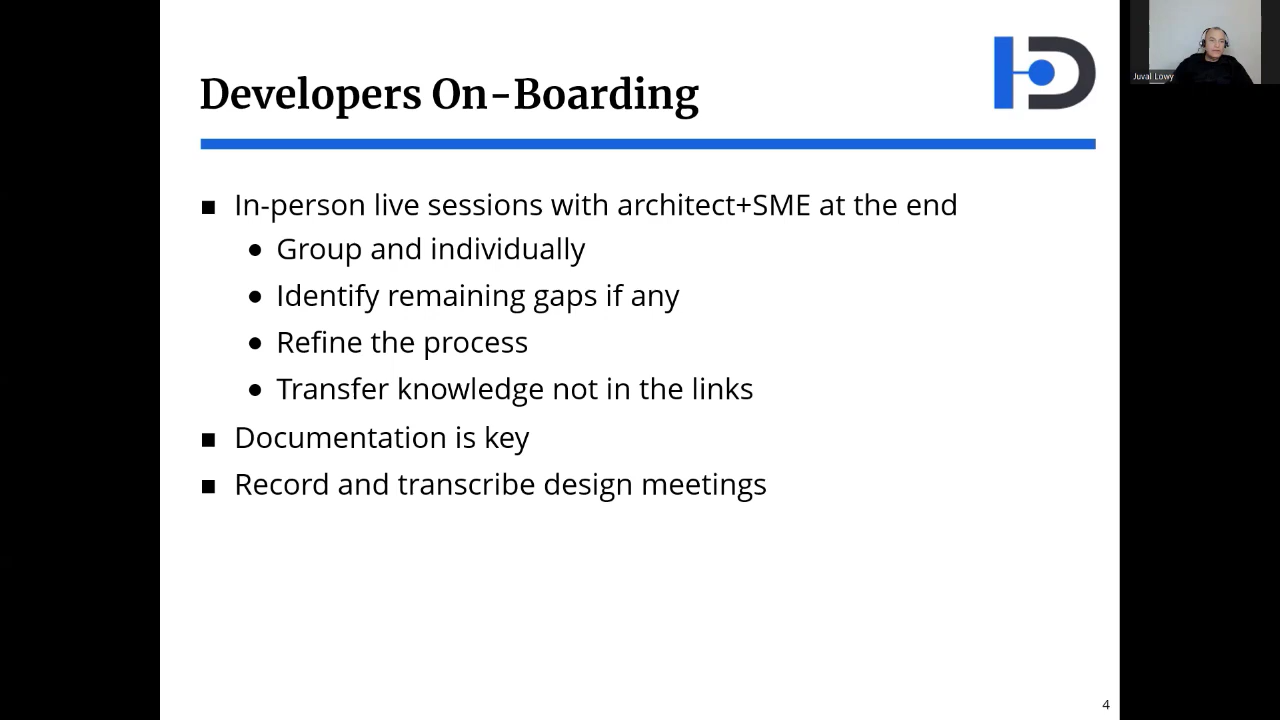 Developers On-Boarding
In-person live sessions with architect+SME at the end
Group and individually
Identify remaining gaps if any
Refine the process
Transfer knowledge not in the links
Documentation is key
Record and transcribe design meetings
4
Juval Lowy